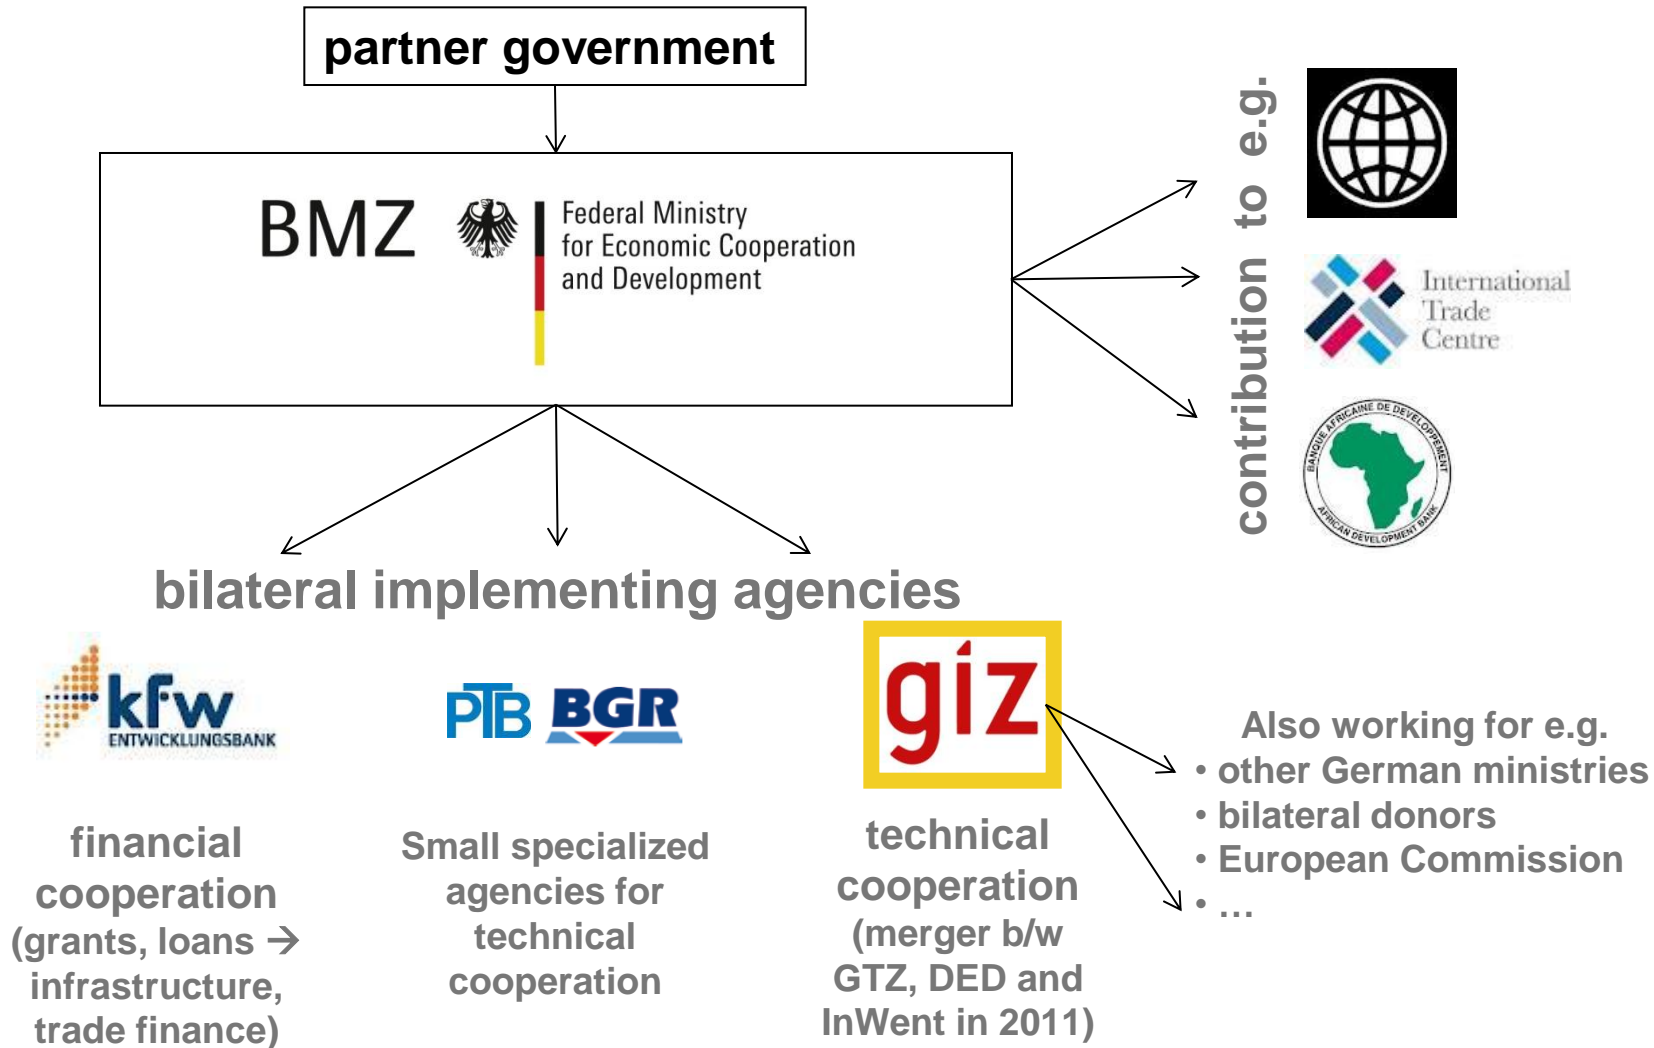 partner government
BMZ
Federal Ministry
for Economic Cooperation
and Development
contribution to e.g.
International
Trade
Centre
BANQUE AFRICAINE DE DEVELOPPEMENT
AFRICAN DEVELOPMENT BANK
bilateral implementing agencies
kfw
ENTWICKLUNGSBANK
PTB
BGR
giz
financial
cooperation
(grants, loans →
infrastructure,
trade finance)
Small specialized
agencies for
technical
cooperation
technical
cooperation
(merger b/w
GTZ, DED and
InWent in 2011)
Also working for e.g.
• other German ministries
• bilateral donors
• European Commission
• …